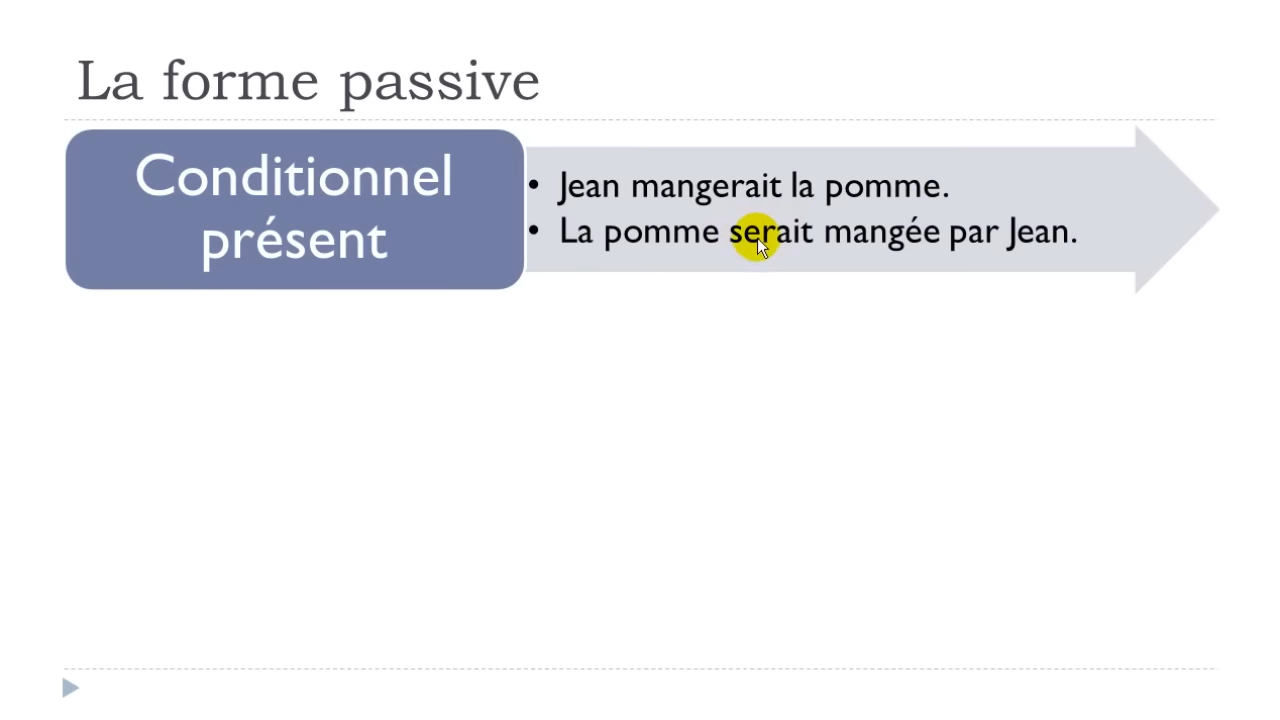 La forme passive
Conditionnel
présent
• Jean mangerait la pomme.
• La pomme serait mangée par Jean.